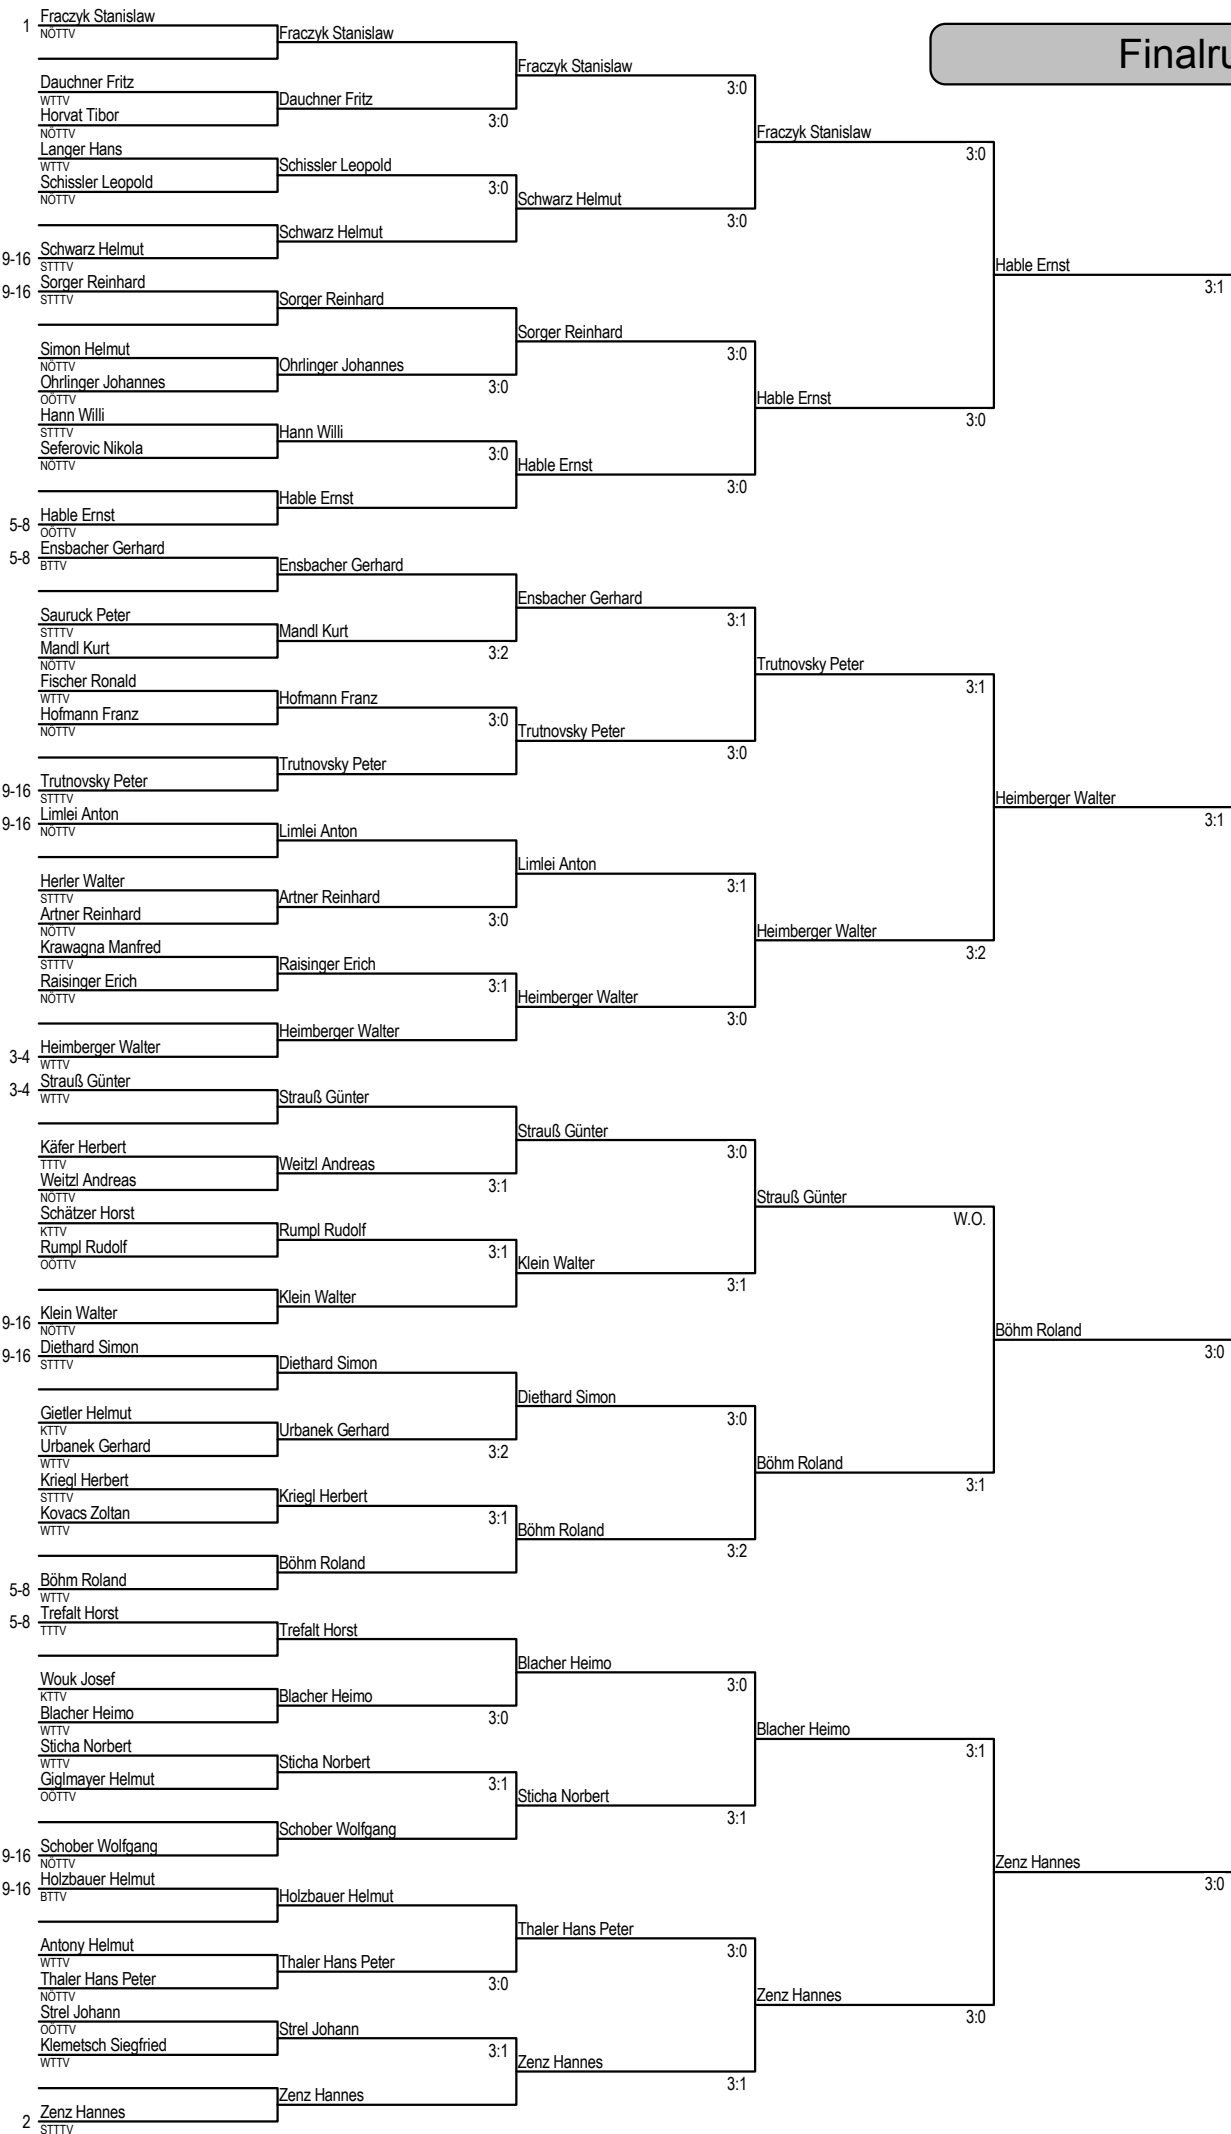 Finalru
1
Fraczyk Stanislaw
NÖTTV
Dauchner Fritz
WTTV
Horvat Tibor
NÖTTV
Langer Hans
WTTV
Schissler Leopold
NÖTTV
9-16
Schwarz Helmut
STTTV
9-16
Sorger Reinhard
STTTV
Simon Helmut
NÖTTV
Ohrlinger Johannes
OÖTTV
Hann Willi
STTTV
Seferovic Nikola
NÖTTV
5-8
Hable Ernst
OÖTTV
5-8
Ensbacher Gerhard
BTTV
Sauruck Peter
STTTV
Mandl Kurt
NÖTTV
Fischer Ronald
WTTV
Hofmann Franz
NÖTTV
9-16
Trutnovsky Peter
STTTV
9-16
Limlei Anton
NÖTTV
Herler Walter
STTTV
Artner Reinhard
NÖTTV
Krawagna Manfred
STTTV
Raisinger Erich
NÖTTV
3-4
Heimberger Walter
WTTV
3-4
Strauß Günter
WTTV
Käfer Herbert
TTTV
Weitzl Andreas
NÖTTV
Schätzer Horst
KTTV
Rumpl Rudolf
OÖTTV
9-16
Klein Walter
NÖTTV
9-16
Diethard Simon
STTTV
Gietler Helmut
KTTV
Urbanek Gerhard
WTTV
Kriegl Herbert
STTTV
Kovacs Zoltan
WTTV
5-8
Böhm Roland
WTTV
5-8
Trefalt Horst
TTTV
Wouk Josef
KTTV
Blacher Heimo
WTTV
Sticha Norbert
WTTV
Giglmayer Helmut
OÖTTV
9-16
Schober Wolfgang
NÖTTV
9-16
Holzbauer Helmut
BTTV
Antony Helmut
WTTV
Thaler Hans Peter
NÖTTV
Strel Johann
OÖTTV
Klemetsch Siegfried
WTTV
2
Zenz Hannes
STTTV
Fraczyk Stanislaw
Dauchner Fritz
3:0
Schissler Leopold
3:0
Schwarz Helmut
Sorger Reinhard
Ohrlinger Johannes
3:0
Hann Willi
3:0
Hable Ernst
Ensbacher Gerhard
Mandl Kurt
3:2
Hofmann Franz
3:0
Trutnovsky Peter
Limlei Anton
Artner Reinhard
3:0
Raisinger Erich
3:1
Heimberger Walter
Strauß Günter
Weitzl Andreas
3:1
Rumpl Rudolf
3:1
Klein Walter
Diethard Simon
Urbanek Gerhard
3:2
Kriegl Herbert
3:1
Böhm Roland
Trefalt Horst
Blacher Heimo
3:0
Sticha Norbert
3:1
Schober Wolfgang
Holzbauer Helmut
Thaler Hans Peter
3:0
Strel Johann
3:1
Zenz Hannes
Fraczyk Stanislaw
3:0
Schwarz Helmut
3:0
Sorger Reinhard
3:0
Hable Ernst
3:0
Ensbacher Gerhard
3:1
Trutnovsky Peter
3:0
Limlei Anton
3:1
Heimberger Walter
3:0
Strauß Günter
3:0
Klein Walter
3:1
Diethard Simon
3:0
Böhm Roland
3:2
Blacher Heimo
3:0
Sticha Norbert
3:1
Thaler Hans Peter
3:0
Zenz Hannes
3:1
Fraczyk Stanislaw
3:0
Hable Ernst
3:0
Trutnovsky Peter
3:1
Heimberger Walter
3:2
Strauß Günter
W.O.
Böhm Roland
3:1
Blacher Heimo
3:1
Zenz Hannes
3:0
Hable Ernst
3:1
Heimberger Walter
3:1
Böhm Roland
3:0
Zenz Hannes
3:0